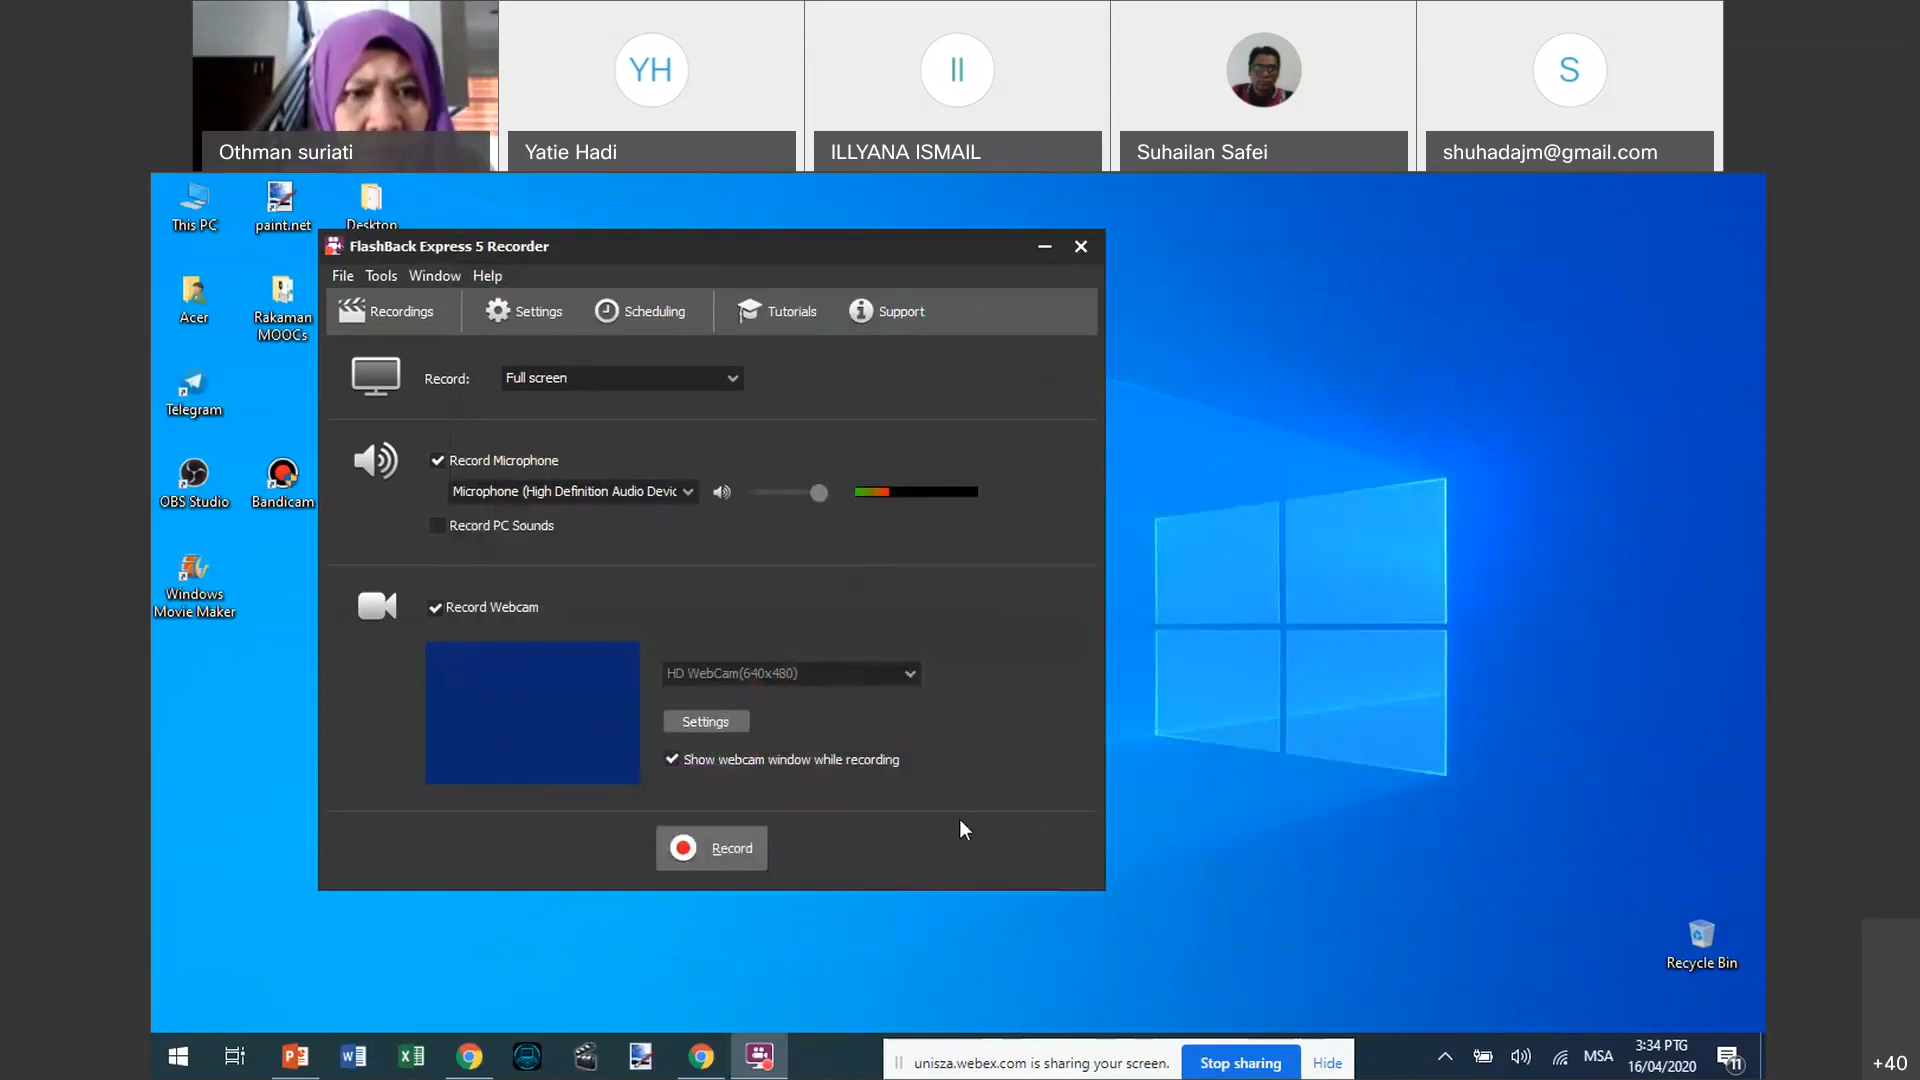 YH
II
S
Othman suriati
Yatie Hadi
ILLYANA ISMAIL
Suhailan Safei
shuhadajm@gmail.com
This PC
paint.net
Desktop
FlashBack Express 5 Recorder
File Tools Window Help
Recordings
Settings
Scheduling
Tutorials
Support
Acer
Rakaman
MOOCs
Record:
Full screen
Telegram
Record Microphone
Microphone (High Definition Audio Devic
Record PC Sounds
OBS Studio
Bandicam
Windows
Movie Maker
Record Webcam
HD WebCam(640x480)
Settings
Show webcam window while recording
Record
Recycle Bin
unisza.webex.com is sharing your screen.
Stop sharing
Hide
MSA
3:34 PTG
16/04/2020
11
+40